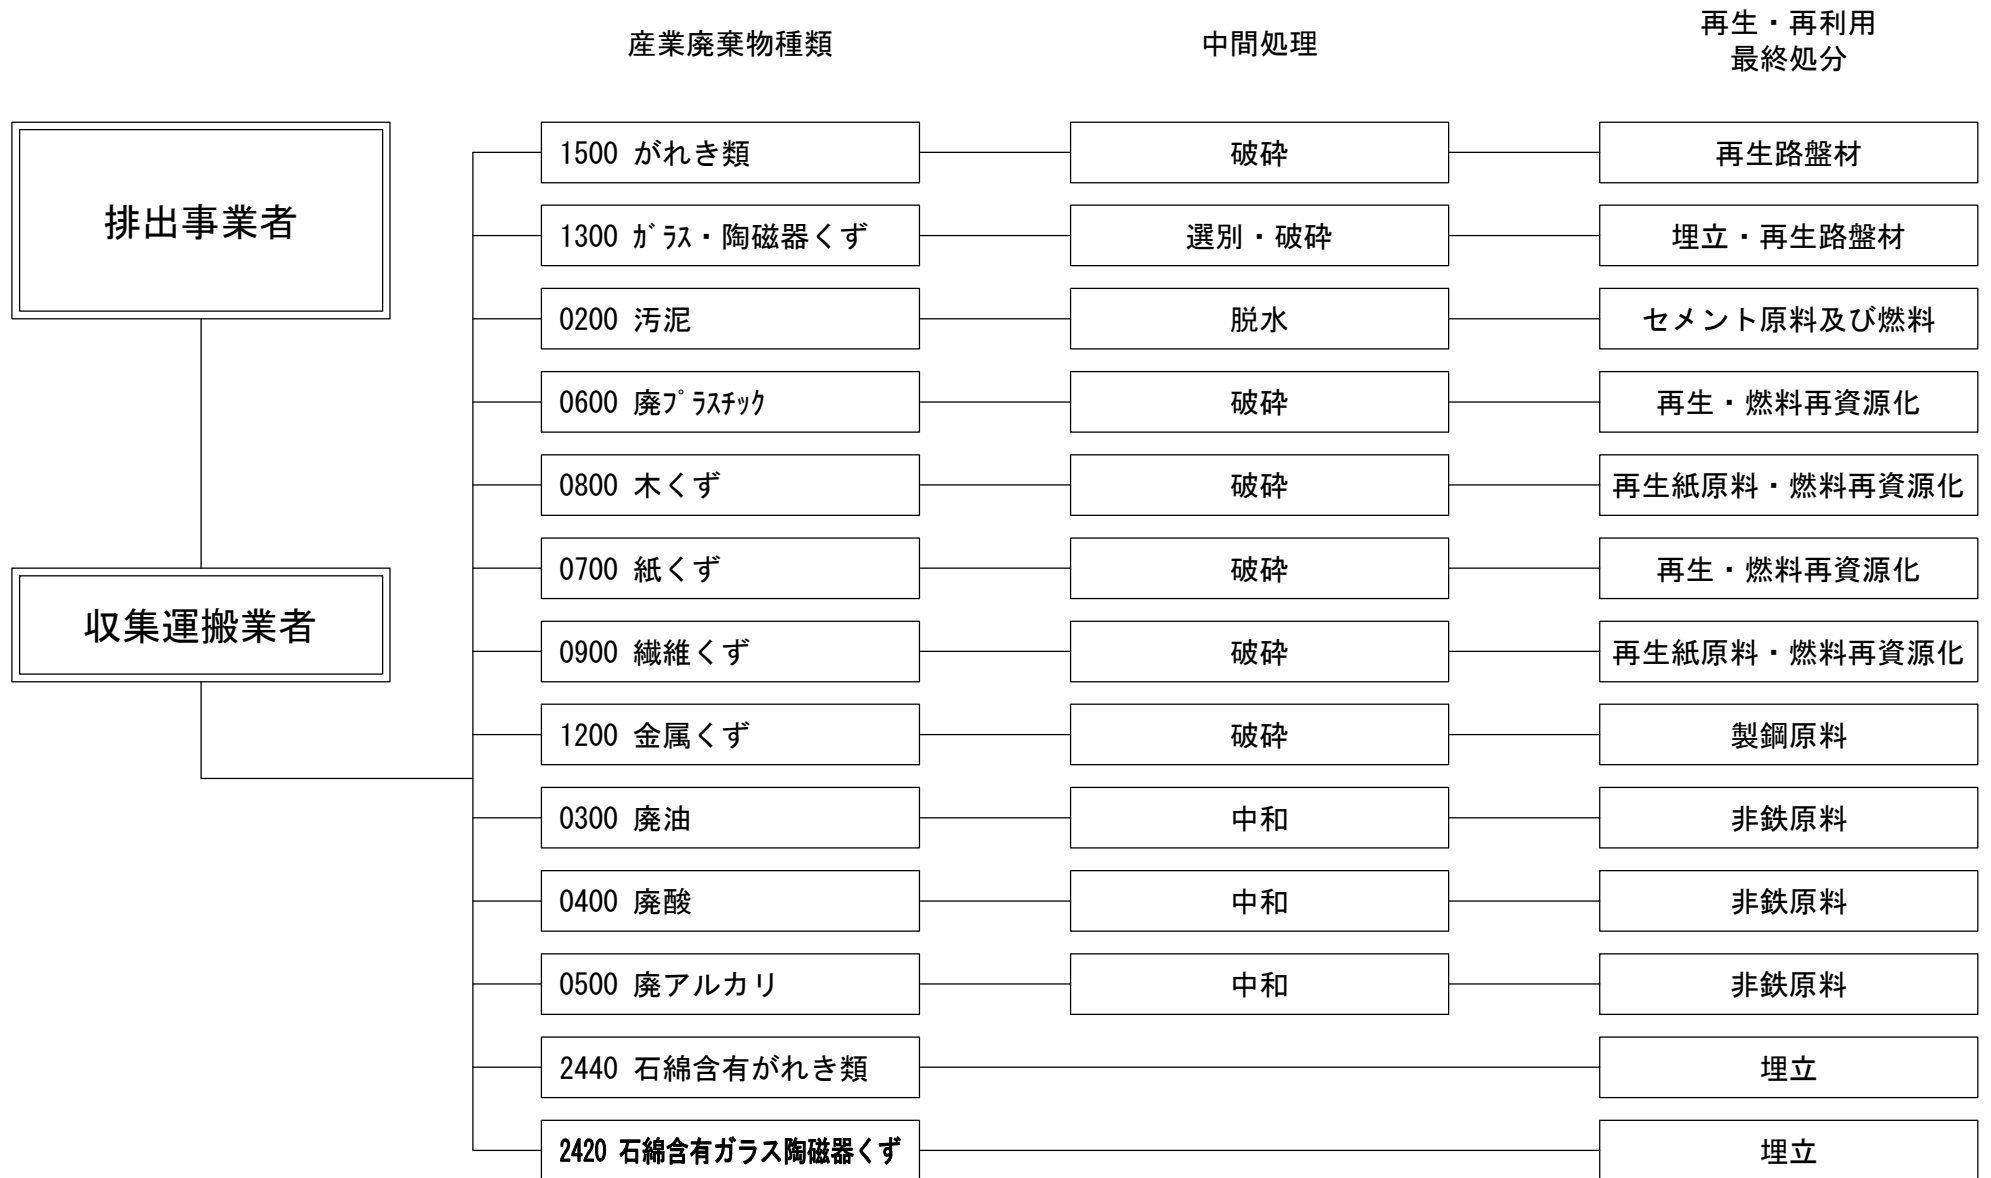 産業廃棄物種類
中間処理
再生・再利用
最終処分
排出事業者
収集運搬業者
1500 がれき類
破砕
再生路盤材
1300 ｶﾞﾗｽ・陶磁器くず
選別・破砕
埋立・再生路盤材
0200 汚泥
脱水
セメント原料及び燃料
0600 廃ﾌﾟﾗｽﾁｯｸ
破砕
再生・燃料再資源化
0800 木くず
破砕
再生紙原料・燃料再資源化
0700 紙くず
破砕
再生・燃料再資源化
0900 繊維くず
破砕
再生紙原料・燃料再資源化
1200 金属くず
破砕
製鋼原料
0300 廃油
中和
非鉄原料
0400 廃酸
中和
非鉄原料
0500 廃アルカリ
中和
非鉄原料
2440 石綿含有がれき類
埋立
2420 石綿含有ガラス陶磁器くず
埋立